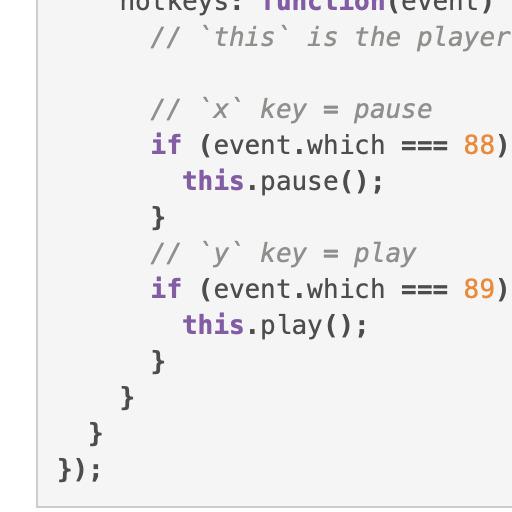 hotkeys: function(event)
// `this` is the player
// `x` key = pause
if (event.which === 88)
this.pause();
}
// `y` key = play
if (event.which === 89)
this.play();
}
}
}
});